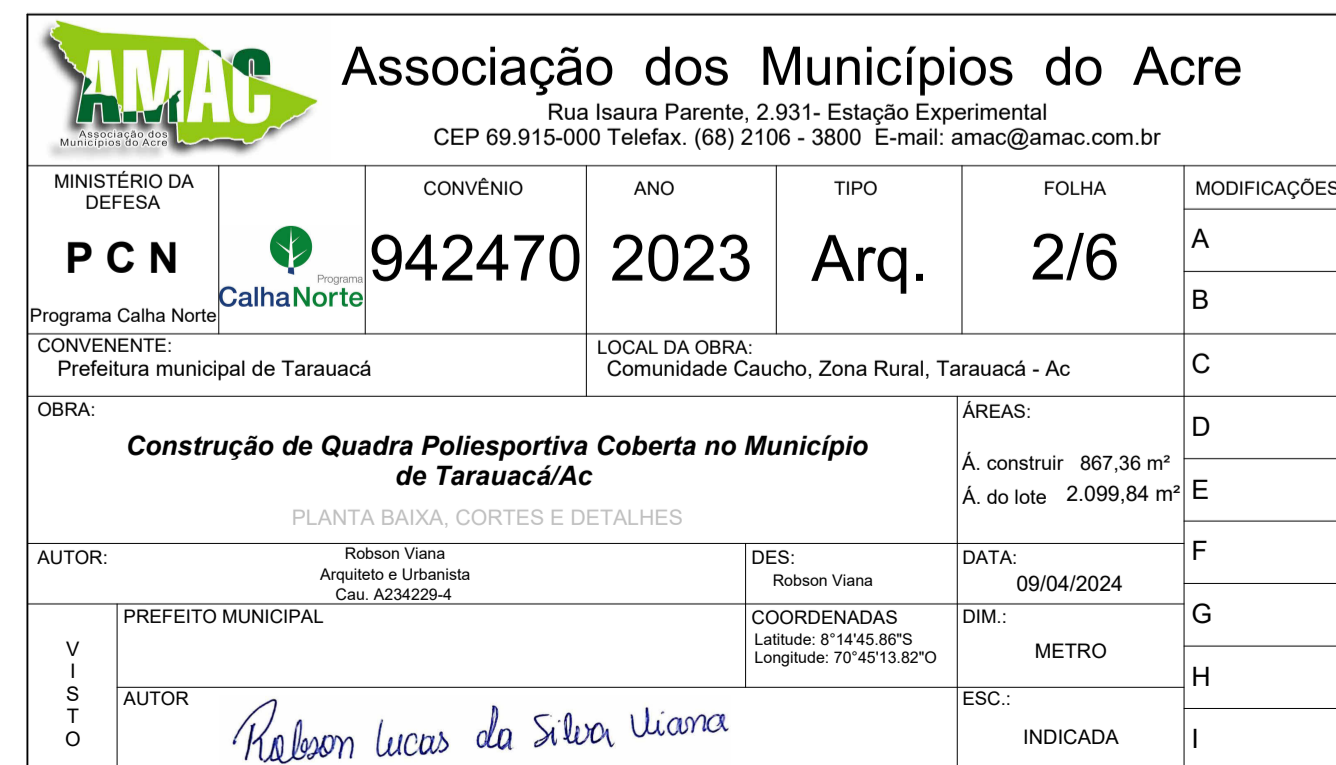 AMAC
Associação dos
Municípios do Acre
Associação dos Municípios do Acre
Rua Isaura Parente, 2.931- Estação Experimental
CEP 69.915-000 Telefax. (68) 2106 - 3800 E-mail: amac@amac.com.br
MINISTÉRIO DA
DEFESA
P C N
Programa Calha Norte
Programa
CalhaNorte
CONVÊNIO
942470
ANO
2023
TIPO
Arq.
FOLHA
2/6
MODIFICAÇÕES
A
B
C
D
E
F
G
H
I
CONVENENTE:
Prefeitura municipal de Tarauacá
LOCAL DA OBRA:
Comunidade Caucho, Zona Rural, Tarauacá - Ac
OBRA:
Construção de Quadra Poliesportiva Coberta no Município
de Tarauacá/Ac
PLANTA BAIXA, CORTES E DETALHES
ÁREAS:
Á. construir 867,36 m²
Á. do lote 2.099,84 m²
AUTOR:
Robson Viana
Arquiteto e Urbanista
Cau. A234229-4
DES:
Robson Viana
DATA:
09/04/2024
VISTO
PREFEITO MUNICIPAL
COORDENADAS
Latitude: 8°14'45.86"S
Longitude: 70°45'13.82"O
DIM.:
METRO
AUTOR
Robson Lucas da Silva Viana
ESC.:
INDICADA